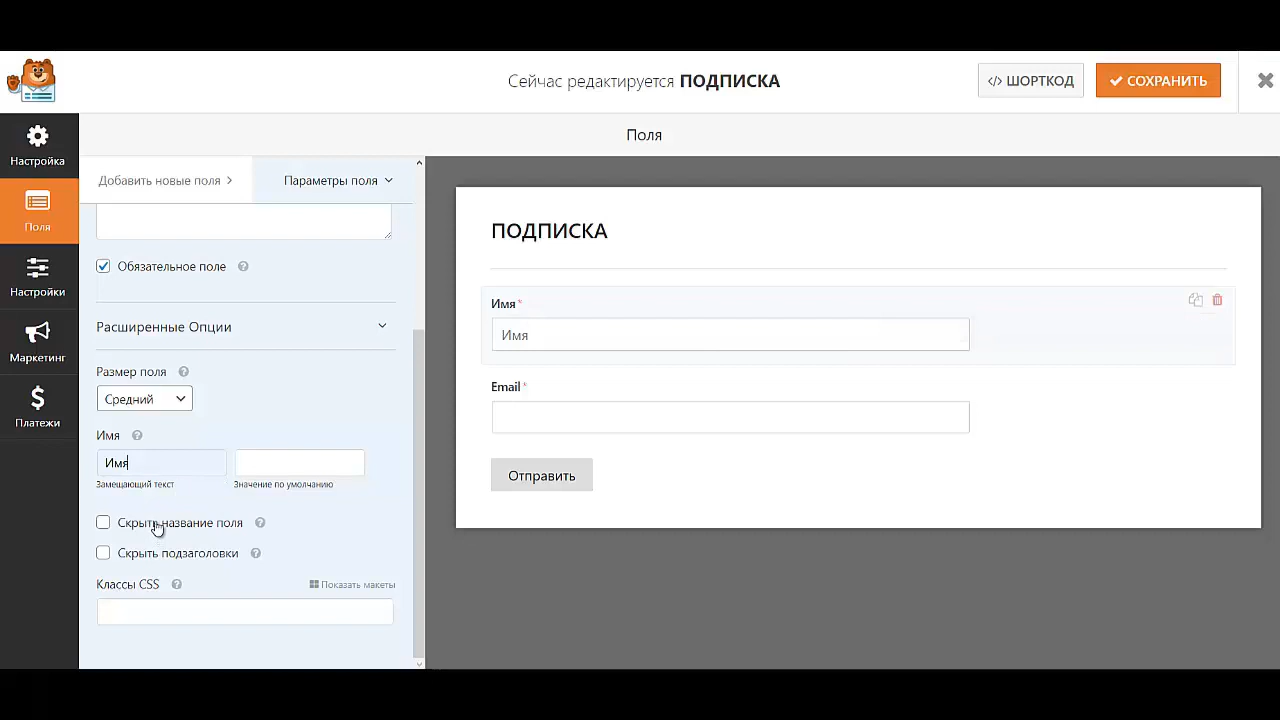 Сейчас редактируется ПОДПИСКА
</> ШОРТКОД
СОХРАНИТЬ
Настройка
Поля
Настройки
Маркетинг
Платежи
Поля
Добавить новые поля
Параметры поля
Обязательное поле
Расширенные Опции
Размер поля
Средний
Имя
Имя
Замещающий текст
Значение по умолчанию
Скрыть название поля
Скрыть подзаголовки
Классы CSS
Показать макеты
ПОДПИСКА
Имя*
Имя
Email*
Отправить